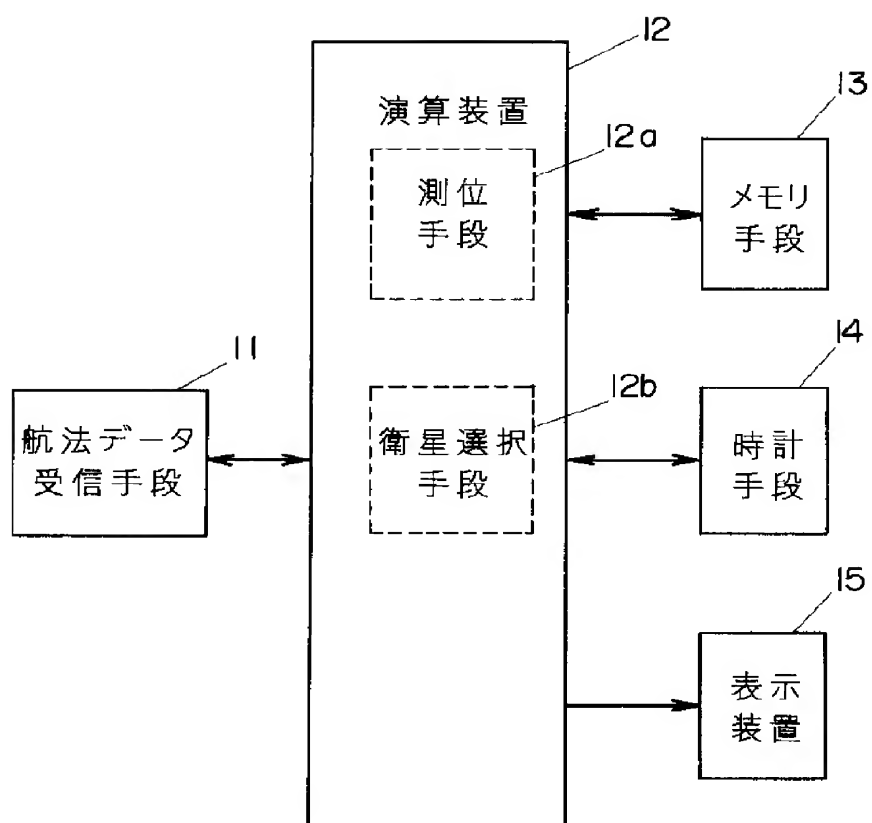 12
演算装置
12a
測位
手段
13
メモリ
手段
11
航法データ
受信手段
12b
衛星選択
手段
14
時計
手段
15
表示
装置